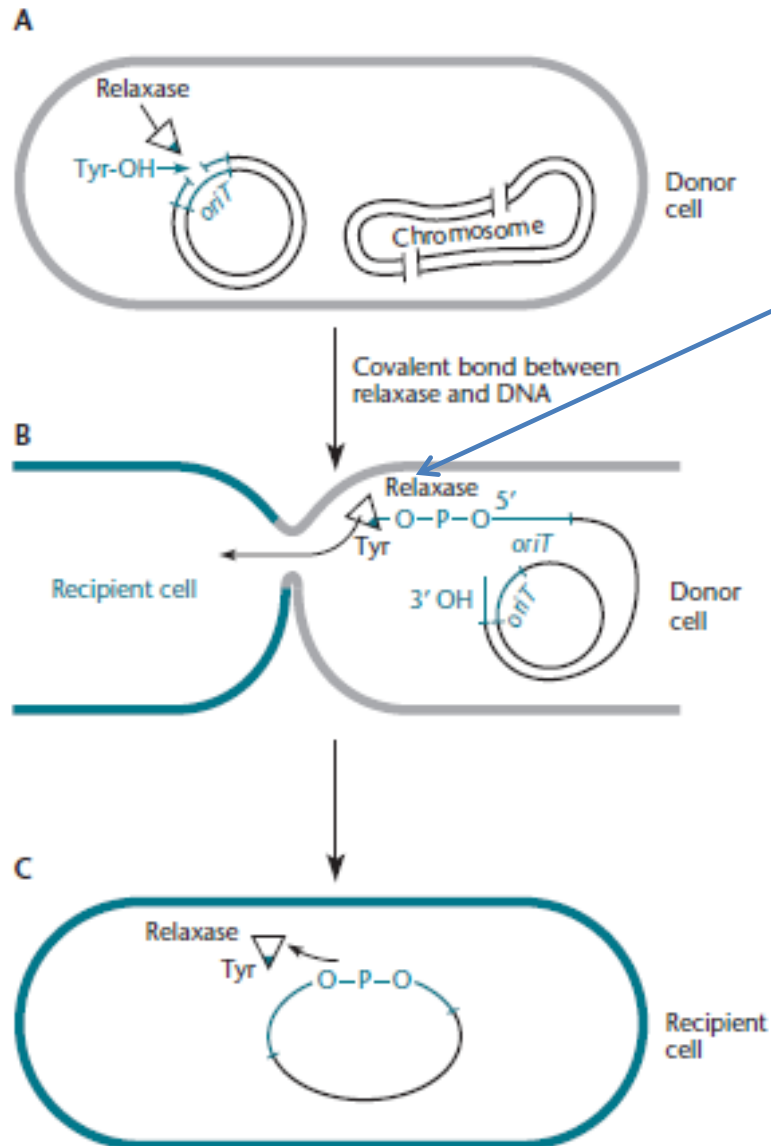 A
Relaxase
Tyr-OH
oriT
Chromosome
Donor
cell
Covalent bond between
relaxase and DNA
B
Relaxase
O–P–O
5′
Tyr
oriT
Recipient cell
3′ OH
oriT
Donor
cell
C
Relaxase
Tyr
O–P–O
Recipient
cell